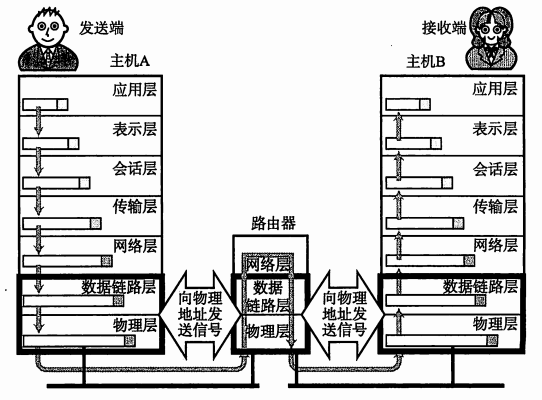 发送端
接收端
主机A
主机B
应用层
应用层
表示层
表示层
会话层
会话层
传输层
传输层
路由器
网络层
网络层
网络层
数据链路层
向物理
地址发
送信号
数据
链路层
向物理
地址发
送信号
数据链路层
物理层
物理层
物理层